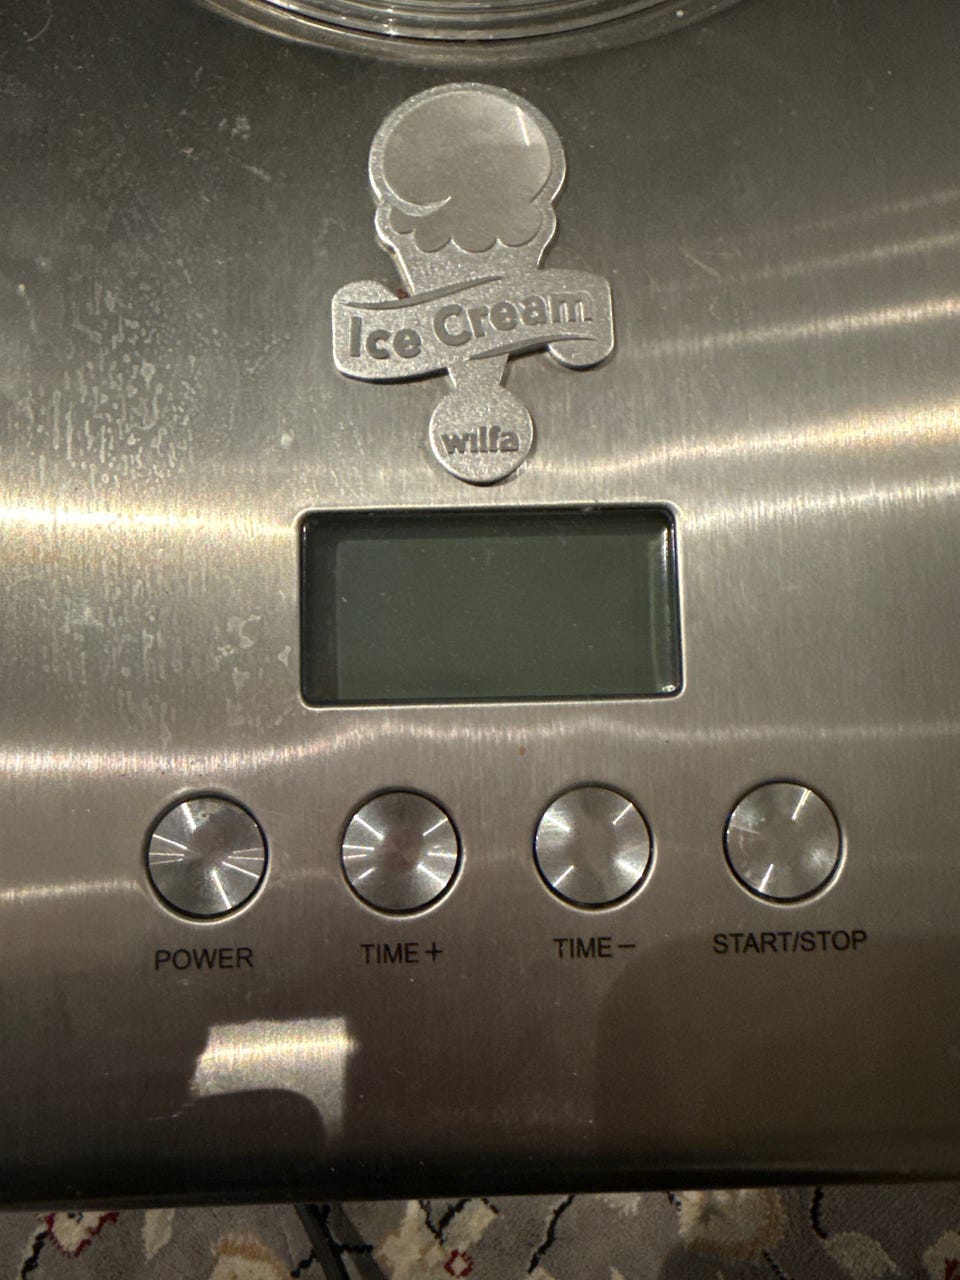 Ice Cream
wilfa
POWER TIME+ TIME− START/STOP